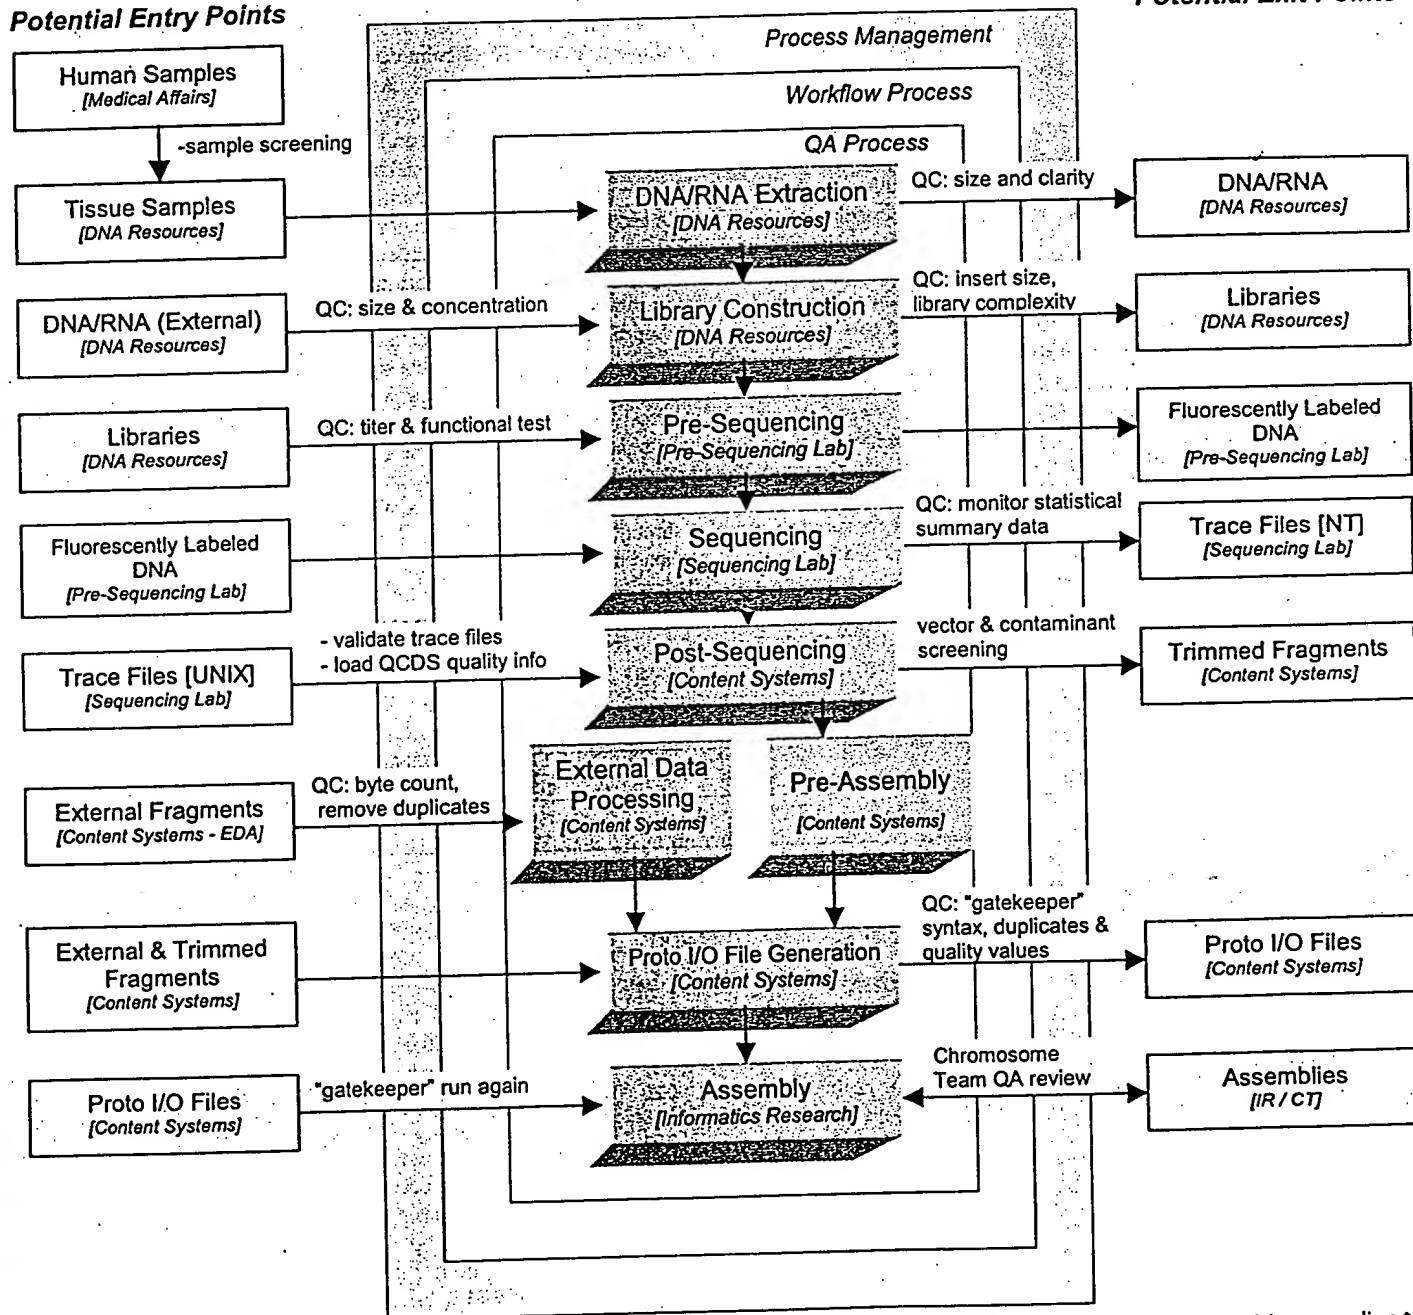 Potential Entry Points
Process Management
Workflow Process
QA Process
Human Samples
[Medical Affairs]
-sample screening
Tissue Samples
[DNA Resources]
DNA/RNA Extraction
[DNA Resources]
QC: size and clarity
DNA/RNA
[DNA Resources]
DNA/RNA (External)
[DNA Resources]
QC: size & concentration
Library Construction
[DNA Resources]
QC: insert size,
library complexity
Libraries
[DNA Resources]
Libraries
[DNA Resources]
QC: titer & functional test
Pre-Sequencing
[Pre-Sequencing Lab]
Fluorescently Labeled
DNA
[Pre-Sequencing Lab]
Fluorescently Labeled
DNA
[Pre-Sequencing Lab]
Sequencing
[Sequencing Lab]
QC: monitor statistical
summary data
Trace Files [NT]
[Sequencing Lab]
Trace Files [UNIX]
[Sequencing Lab]
- validate trace files
- load QCDS quality info
Post-Sequencing
[Content Systems]
vector & contaminant
screening
Trimmed Fragments
[Content Systems]
External Fragments
[Content Systems - EDA]
QC: byte count,
remove duplicates
External Data
Processing
[Content Systems]
Pre-Assembly
[Content Systems]
External & Trimmed
Fragments
[Content Systems]
Proto I/O File Generation
[Content Systems]
QC: "gatekeeper"
syntax, duplicates &
quality values
Proto I/O Files
[Content Systems]
Proto I/O Files
[Content Systems]
"gatekeeper" run again
Assembly
[Informatics Research]
Chromosome
Team QA review
Assemblies
[IR / CT]